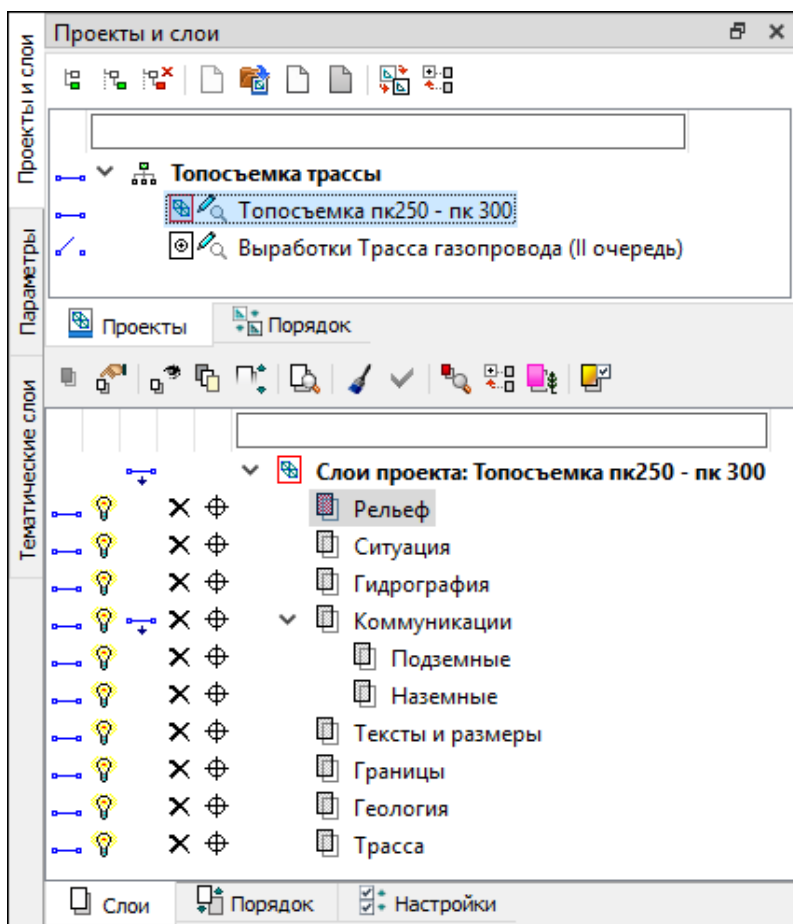 Проекты и слои
Проекты и слои
Параметры
Тематические слои
Топосъемка трассы
Топосъемка пк250 - пк 300
Выработки Трасса газопровода (II очередь)
Проекты
Порядок
Слои проекта: Топосъемка пк250 - пк 300
Рельеф
Ситуация
Гидрография
Коммуникации
Подземные
Наземные
Тексты и размеры
Границы
Геология
Трасса
Слои
Порядок
Настройки